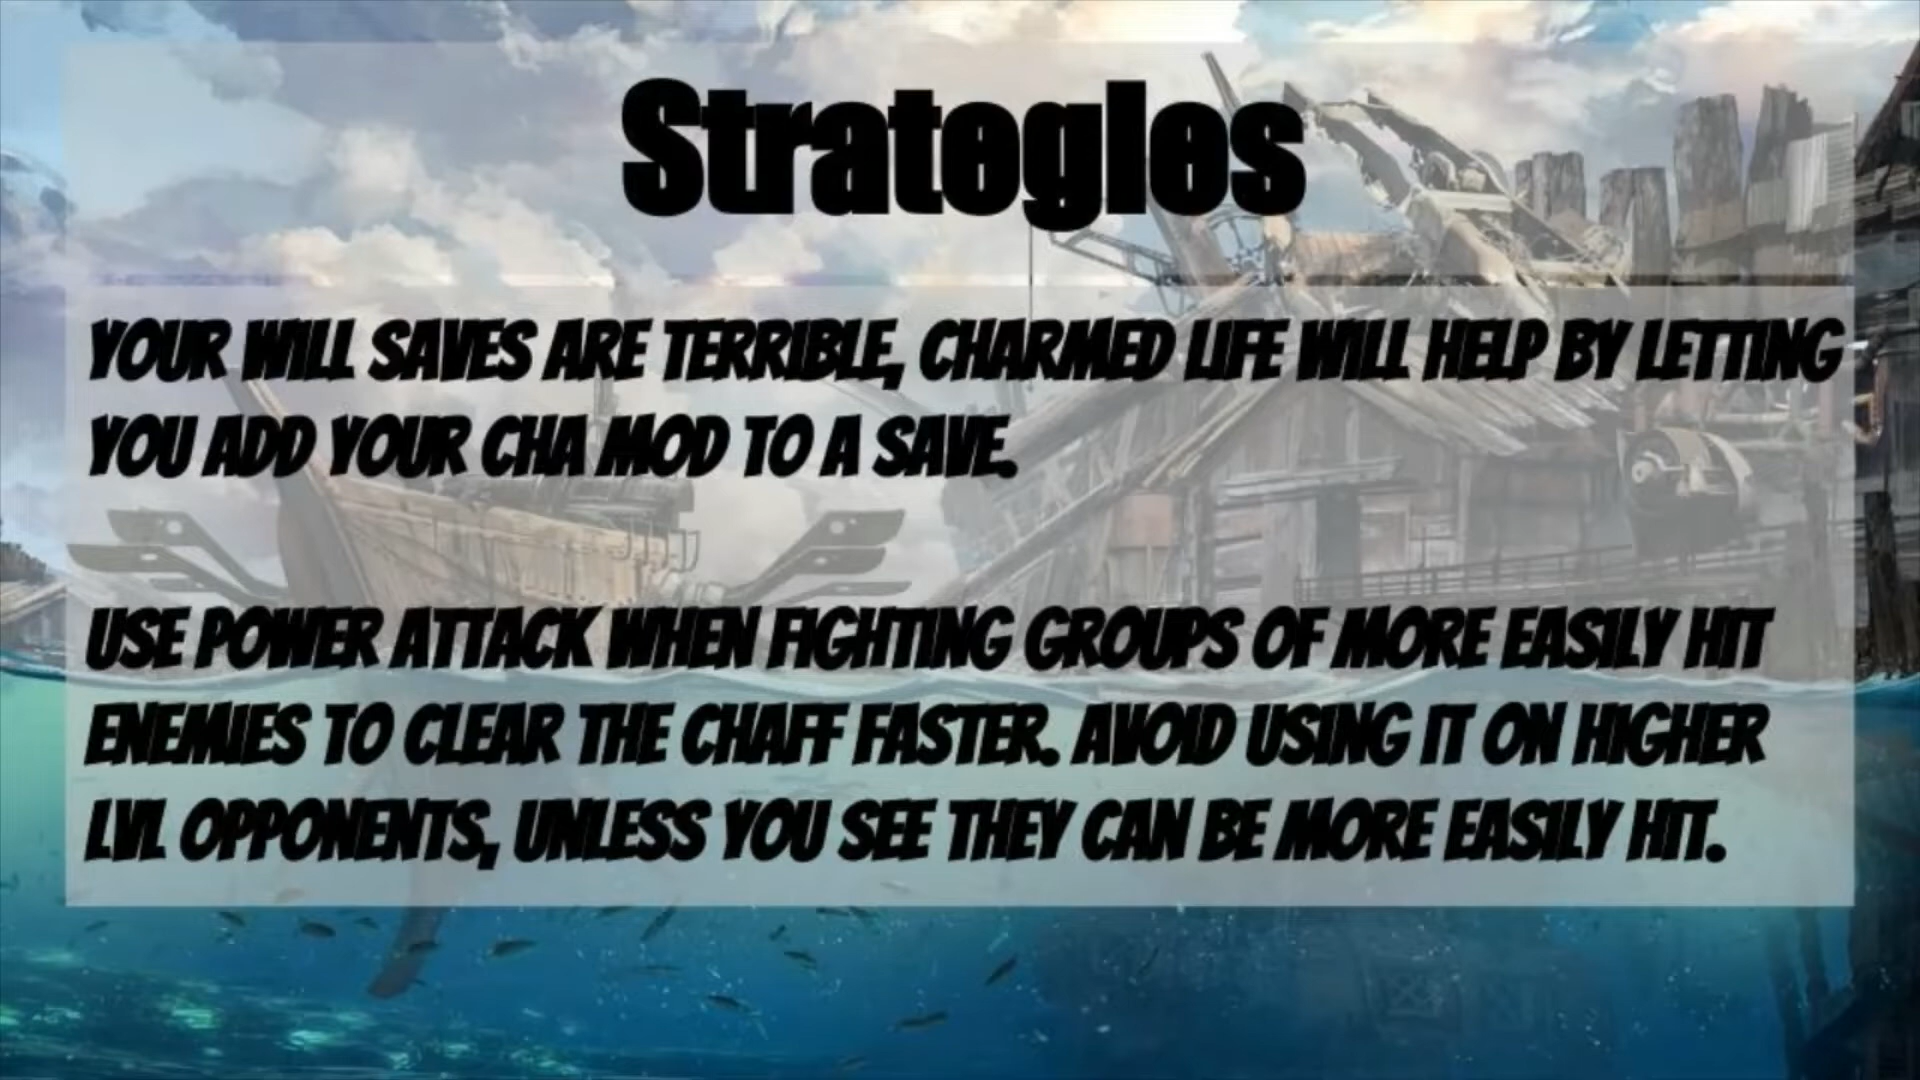 Strategies
YOUR WILL SAVES ARE TERRIBLE, CHARMED LIFE WILL HELP BY LETTING
YOU ADD YOUR CHA MOD TO A SAVE.
USE POWER ATTACK WHEN FIGHTING GROUPS OF MORE EASILY HIT
ENEMIES TO CLEAR THE CHAFF FASTER. AVOID USING IT ON HIGHER
LVL OPPONENTS, UNLESS YOU SEE THEY CAN BE MORE EASILY HIT.